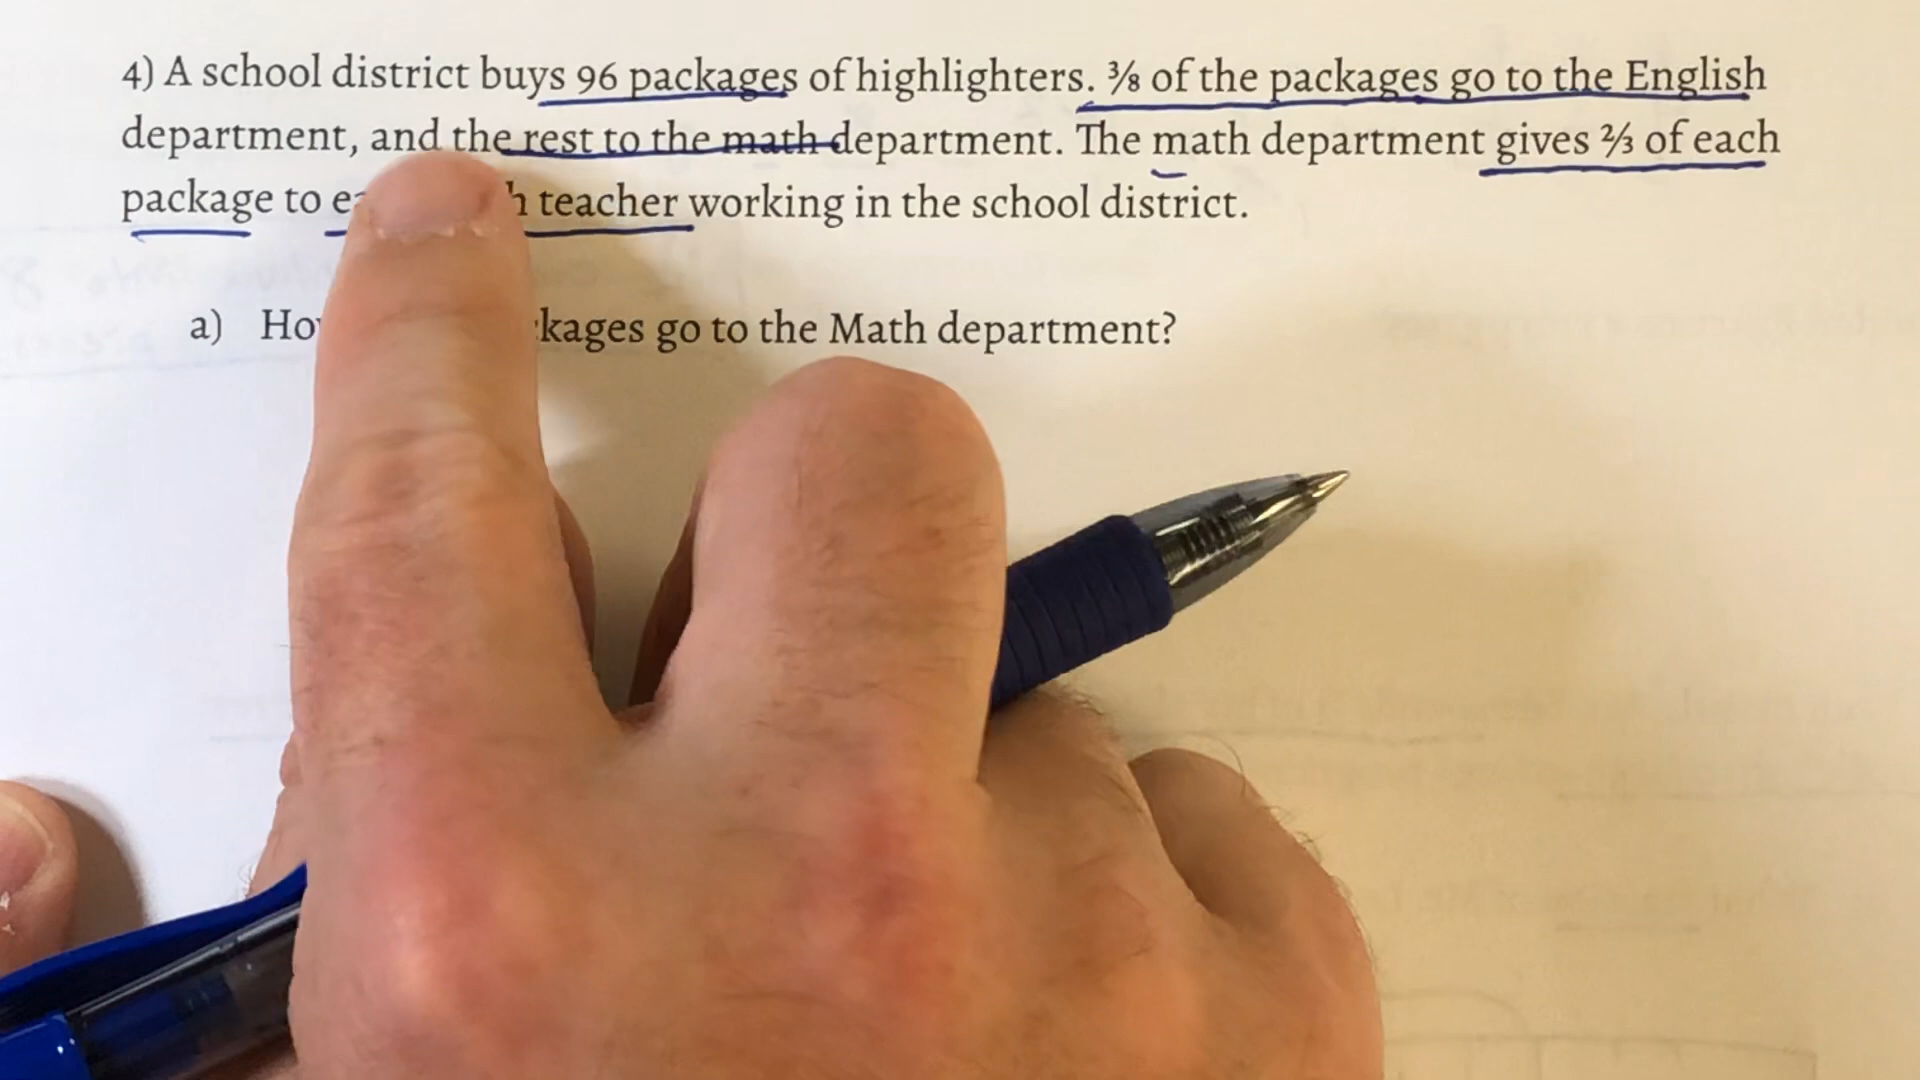 4) A school district buys 96 packages of highlighters. ⅜ of the packages go to the English
department, and the rest to the math department. The math department gives ⅔ of each
package to teacher working in the school district.
a) go to the Math department?